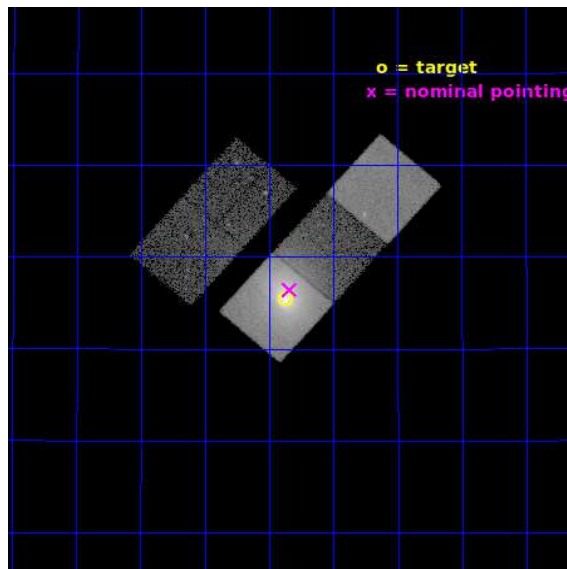 o = target
x = nominal pointing